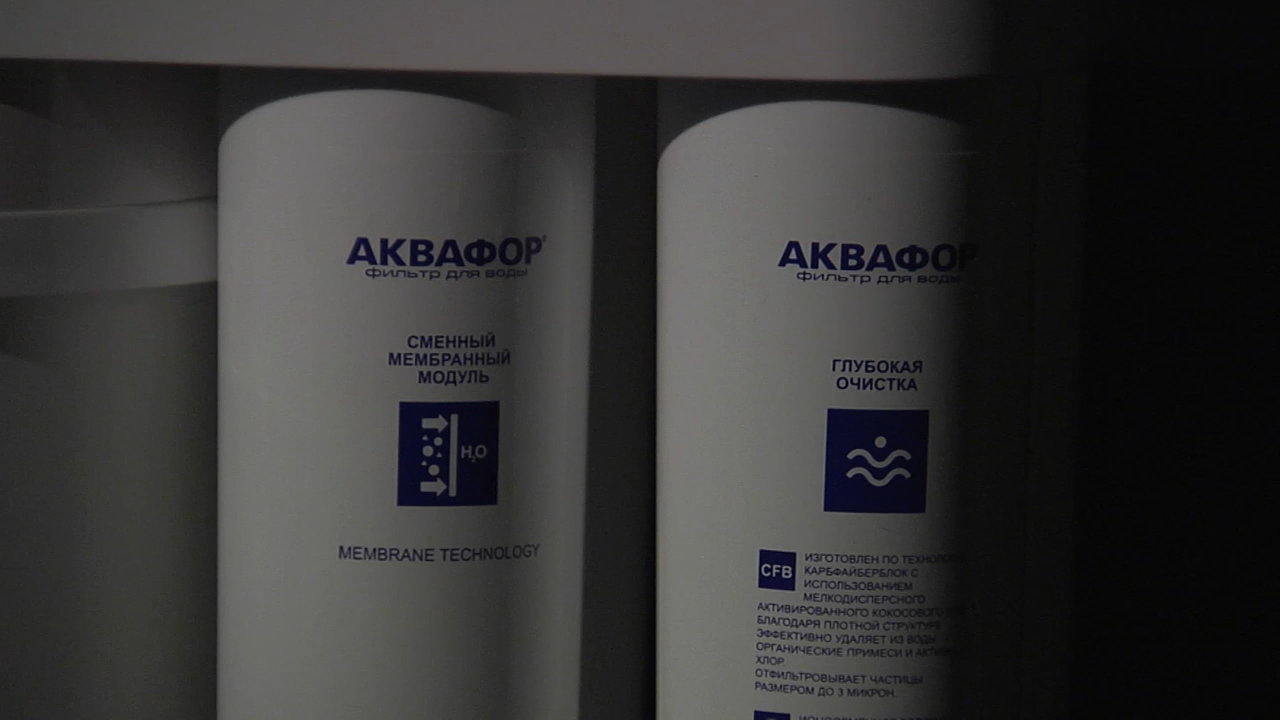 АКВАФОР
фильтр для воды
СМЕННЫЙ
МЕМБРАННЫЙ
МОДУЛЬ
H₂O
MEMBRANE TECHNOLOGY
АКВАФОР
фильтр для воды
ГЛУБОКАЯ
ОЧИСТКА
CFB
ИЗГОТОВЛЕН ПО
КАРБФАЙБЕРБЛОК С
ИСПОЛЬЗОВАНИЕМ
МЕЛКОДИСПЕРСНОГО
АКТИВИРОВАННОГО КОКОСОВОГО
БЛАГОДАРЯ ПЛОТНОЙ СТРУКТУРЕ
ЭФФЕКТИВНО УДАЛЯЕТ ИЗ ВОДЫ
ОРГАНИЧЕСКИЕ ПРИМЕСИ И
ХЛОР.
ОТФИЛЬТРОВЫВАЕТ ЧАСТИЦЫ
РАЗМЕРОМ ДО 3 МИКРОН.